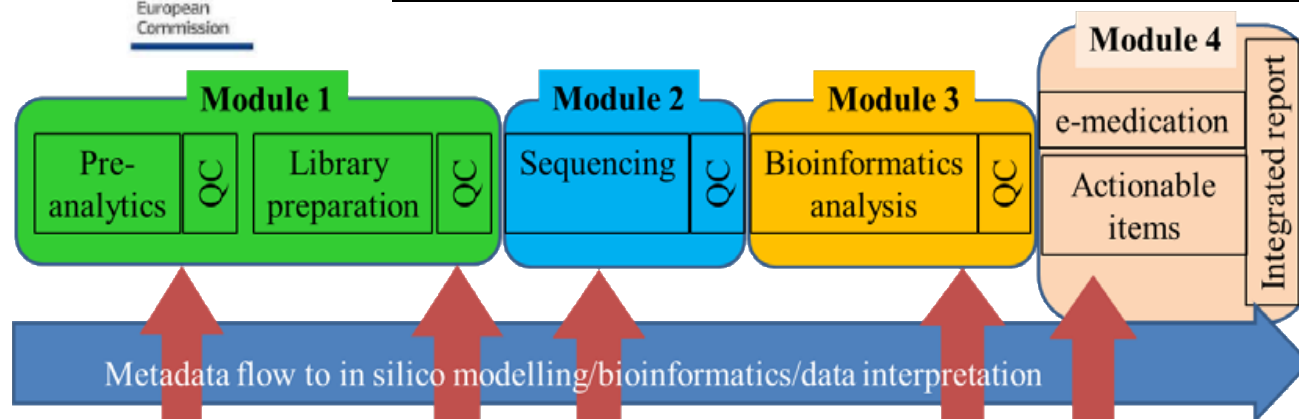 European
Commission
Module 1
Pre-
analytics
QC
Library
preparation
QC
Module 2
Sequencing
QC
Module 3
Bioinformatics
analysis
QC
Module 4
e-medication
Actionable
items
Integrated report
Metadada flow to in silico modelling/bioinformatics/data interpretation